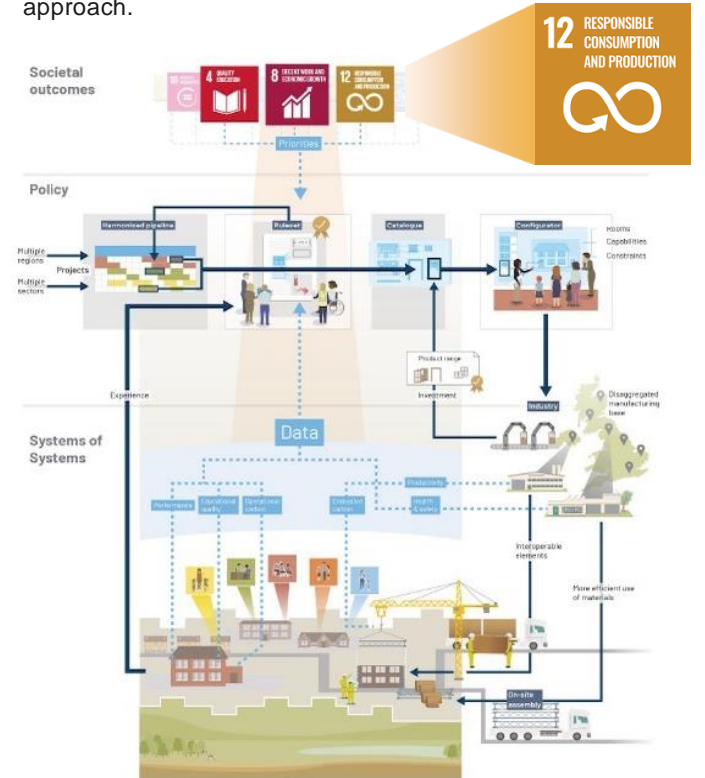 approach.
12 RESPONSIBLE
CONSUMPTION
AND PRODUCTION
Societal
outcomes
4 QUALITY
EDUCATION
8 DECENT WORK AND
ECONOMIC GROWTH
12 RESPONSIBLE
CONSUMPTION
AND PRODUCTION
Priorities
Policy
Harmonised pipeline
Ruleset
Catalogue
Configurator
Rooms
Capabilities
Constraints
Multiple
regions
Projects
Multiple
sectors
Product range
Experience
Investment
Industry
Disaggregated
manufacturing
base
Systems of
Systems
Data
Productivity
Performance
Educational
quality
Operational
carbon
Embodied
carbon
Health
& safety
Interoperable
elements
More efficient use
of materials
On-site
assembly